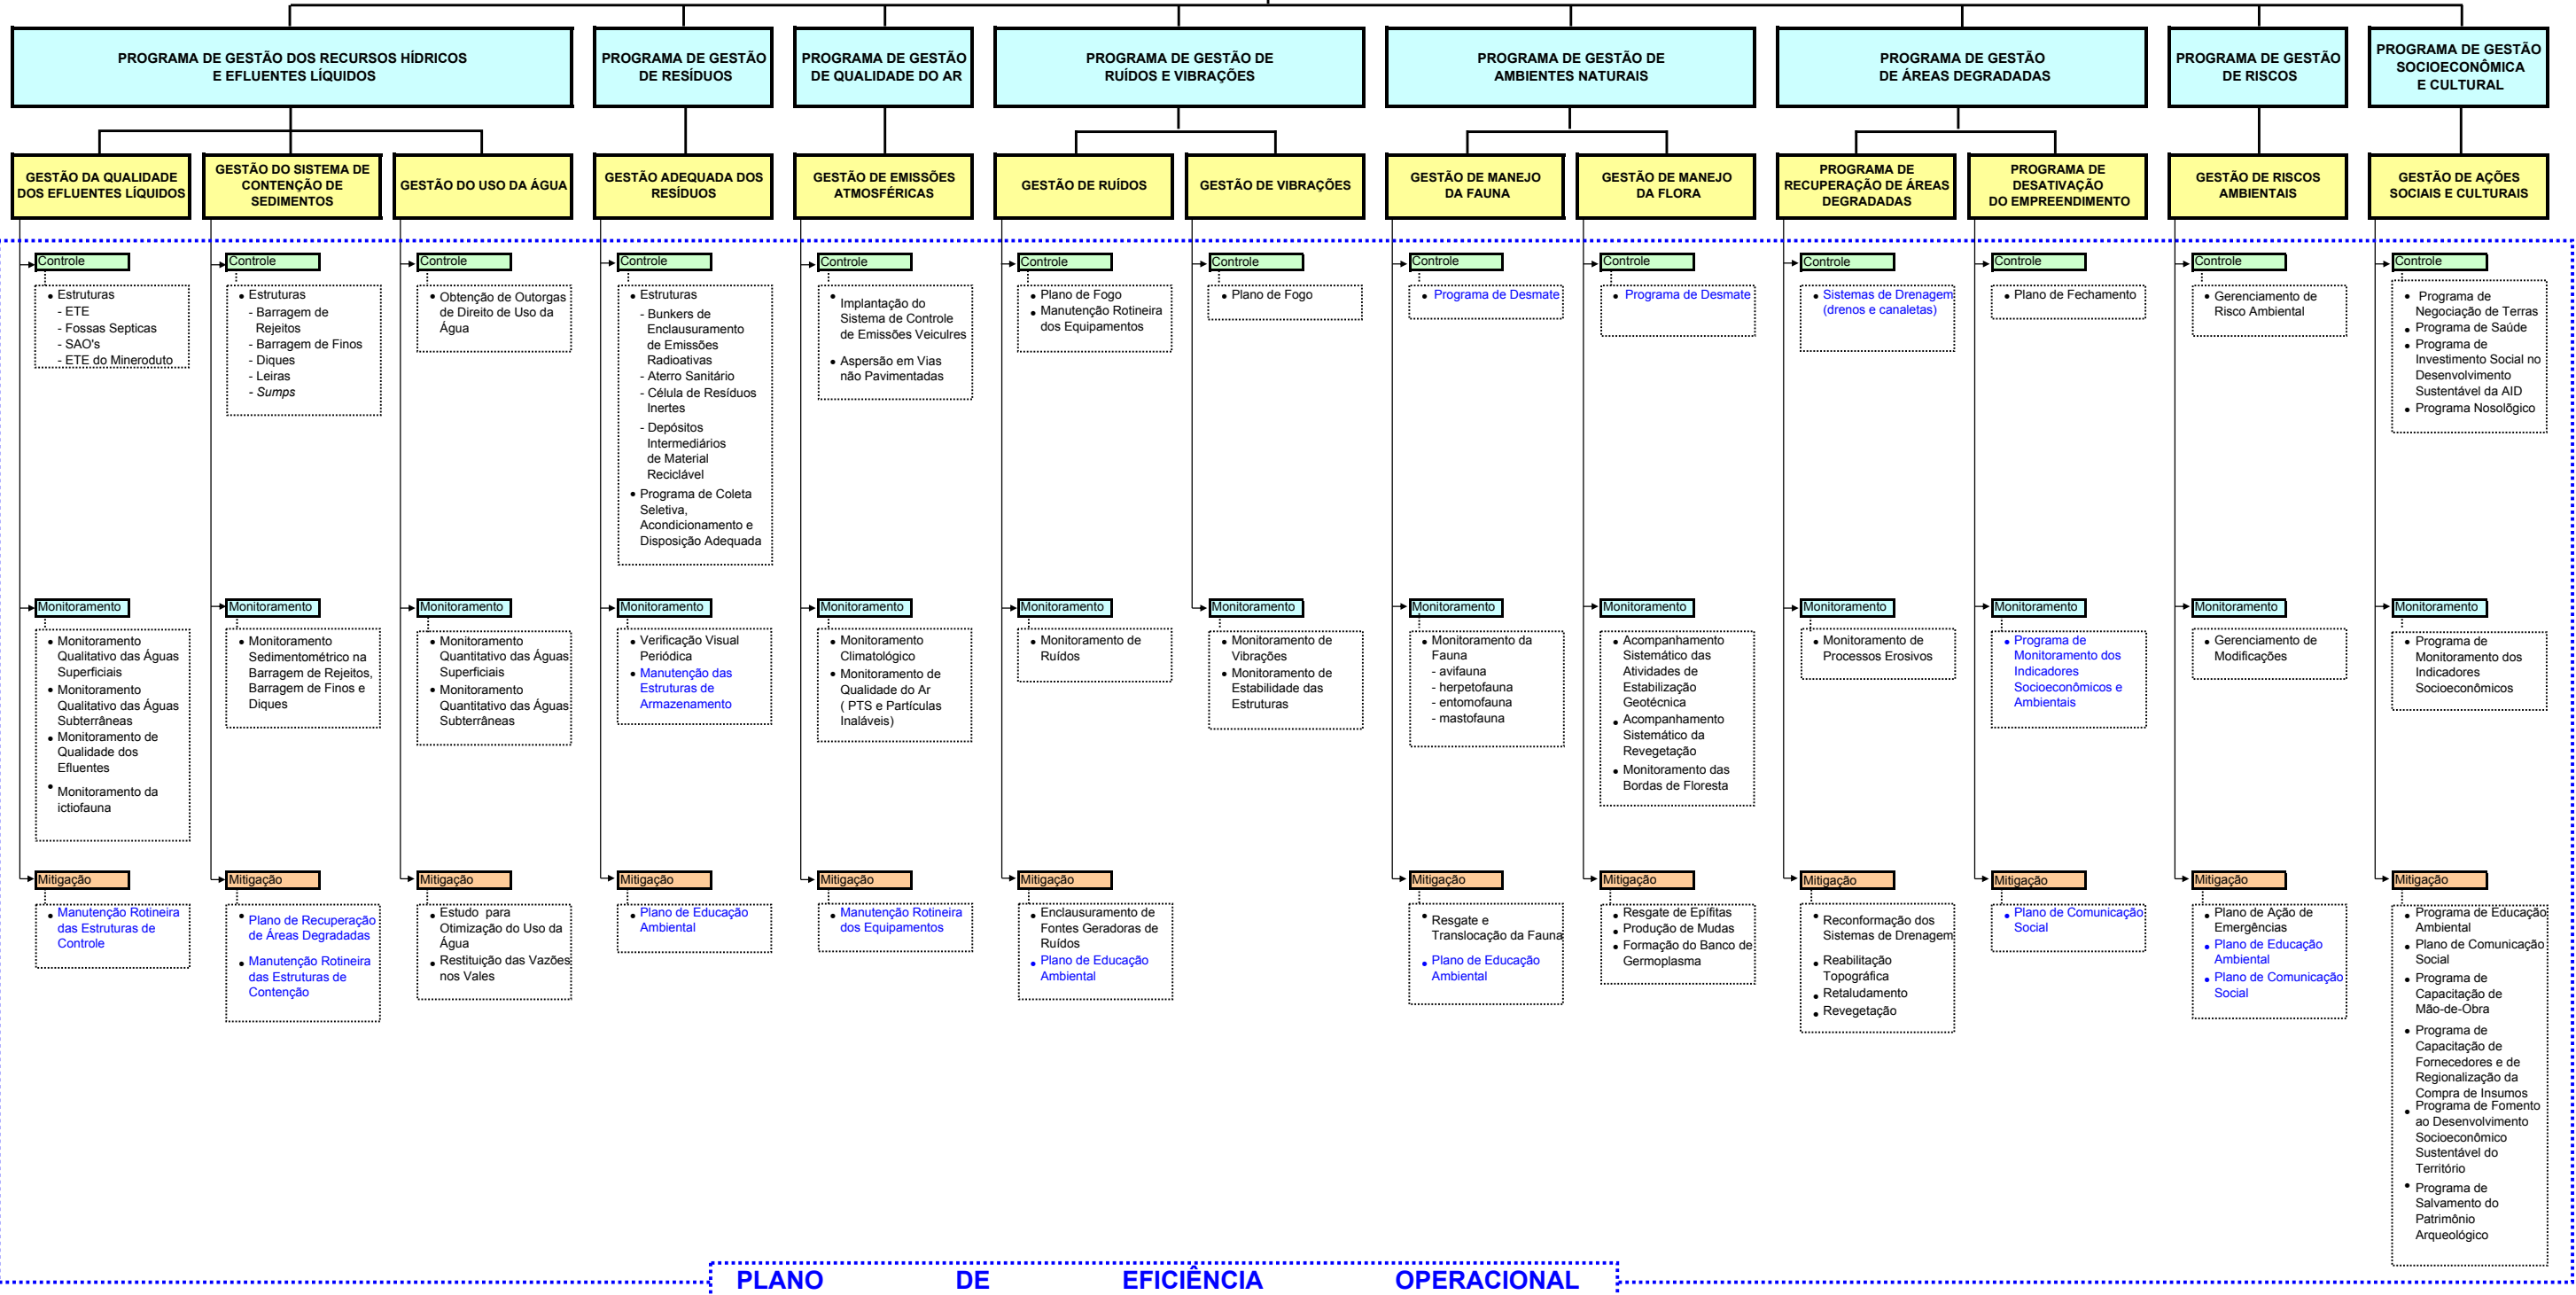 PROGRAMA DE GESTÃO DOS RECURSOS HÍDRICOS
E EFLUENTES LÍQUIDOS
PROGRAMA DE GESTÃO
DE RESÍDUOS
PROGRAMA DE GESTÃO
DE QUALIDADE DO AR
PROGRAMA DE GESTÃO DE
RUÍDOS E VIBRAÇÕES
PROGRAMA DE GESTÃO DE
AMBIENTES NATURAIS
PROGRAMA DE GESTÃO
DE ÁREAS DEGRADADAS
PROGRAMA DE GESTÃO
DE RISCOS
PROGRAMA DE GESTÃO
SOCIOECONÔMICA
E CULTURAL
GESTÃO DA QUALIDADE
DOS EFLUENTES LÍQUIDOS
GESTÃO DO SISTEMA DE
CONTENÇÃO DE
SEDIMENTOS
GESTÃO DO USO DA ÁGUA
GESTÃO ADEQUADA DOS
RESÍDUOS
GESTÃO DE EMISSÕES
ATMOSFÉRICAS
GESTÃO DE RUÍDOS
GESTÃO DE VIBRAÇÕES
GESTÃO DE MANEJO
DA FAUNA
GESTÃO DE MANEJO
DA FLORA
PROGRAMA DE
RECUPERAÇÃO DE ÁREAS
DEGRADADAS
PROGRAMA DE
DESATIVAÇÃO
DO EMPREENDIMENTO
GESTÃO DE RISCOS
AMBIENTAIS
GESTÃO DE AÇÕES
SOCIAIS E CULTURAIS
Controle
• Estruturas
- ETE
- Fossas Septicas
- SAO's
- ETE do Mineroduto
Controle
• Estruturas
- Barragem de
Rejeitos
- Barragem de Finos
- Diques
- Leiras
- Sumps
Controle
• Obtenção de Outorgas
de Direito de Uso da
Água
Controle
• Estruturas
- Bunkers de
Enclausuramento
de Emissões
Radioativas
- Aterro Sanitário
- Célula de Resíduos
Inertes
- Depósitos
Intermediários
de Material
Reciclável
• Programa de Coleta
Seletiva,
Acondicionamento e
Disposição Adequada
Controle
• Implantação do
Sistema de Controle
de Emissões Veiculres
• Aspersão em Vias
não Pavimentadas
Controle
• Plano de Fogo
• Manutenção Rotineira
dos Equipamentos
Controle
• Plano de Fogo
Controle
• Programa de Desmate
Controle
• Programa de Desmate
Controle
• Sistemas de Drenagem
(drenos e canaletas)
Controle
• Plano de Fechamento
Controle
• Gerenciamento de
Risco Ambiental
Controle
• Programa de
Negociação de Terras
• Programa de Saúde
• Programa de
Investimento Social no
Desenvolvimento
Sustentável da AID
• Programa Nosolõgico
Monitoramento
• Monitoramento
Qualitativo das Águas
Superficiais
• Monitoramento
Qualitativo das Águas
Subterrâneas
• Monitoramento de
Qualidade dos
Efluentes
• Monitoramento da
ictiofauna
Monitoramento
• Monitoramento
Sedimentométrico na
Barragem de Rejeitos,
Barragem de Finos e
Diques
Monitoramento
• Monitoramento
Quantitativo das Águas
Superficiais
• Monitoramento
Quantitativo das Águas
Subterrâneas
Monitoramento
• Verificação Visual
Periódica
• Manutenção das
Estruturas de
Armazenamento
Monitoramento
• Monitoramento
Climatológico
• Monitoramento de
Qualidade do Ar
( PTS e Partículas
Inaláveis)
Monitoramento
• Monitoramento de
Ruídos
Monitoramento
• Monitoramento de
Vibrações
• Monitoramento de
Estabilidade das
Estruturas
Monitoramento
• Monitoramento da
Fauna
- avifauna
- herpetofauna
- entomofauna
- mastofauna
Monitoramento
• Acompanhamento
Sistemático das
Atividades de
Estabilização
Geotécnica
• Acompanhamento
Sistemático da
Revegetação
• Monitoramento das
Bordas de Floresta
Monitoramento
• Monitoramento de
Processos Erosivos
Monitoramento
• Programa de
Monitoramento dos
Indicadores
Socioeconômicos e
Ambientais
Monitoramento
• Gerenciamento de
Modificações
Monitoramento
• Programa de
Monitoramento dos
Indicadores
Socioeconômicos
Mitigação
• Manutenção Rotineira
das Estruturas de
Controle
Mitigação
• Plano de Recuperação
de Áreas Degradadas
• Manutenção Rotineira
das Estruturas de
Contenção
Mitigação
• Estudo para
Otimização do Uso da
Água
• Restituição das Vazões
nos Vales
Mitigação
• Plano de Educação
Ambiental
Mitigação
• Manutenção Rotineira
dos Equipamentos
Mitigação
• Enclausuramento de
Fontes Geradoras de
Ruídos
• Plano de Educação
Ambiental
Mitigação
• Resgate e
Translocação da Fauna
• Plano de Educação
Ambiental
Mitigação
• Resgate de Epífitas
• Produção de Mudas
• Formação do Banco de
Germoplasma
Mitigação
• Reconformação dos
Sistemas de Drenagem
• Reabilitação
Topográfica
• Retaludamento
• Revegetação
Mitigação
• Plano de Comunicação
Social
Mitigação
• Plano de Ação de
Emergências
• Plano de Educação
Ambiental
• Plano de Comunicação
Social
Mitigação
• Programa de Educação
Ambiental
• Plano de Comunicação
Social
• Programa de
Capacitação de
Mão-de-Obra
• Programa de
Capacitação de
Fornecedores e de
Regionalização da
Compra de Insumos
• Programa de Fomento
ao Desenvolvimento
Socioeconômico
Sustentável do
Território
• Programa de
Salvamento do
Patrimônio
Arqueológico
PLANO DE EFICIÊNCIA OPERACIONAL